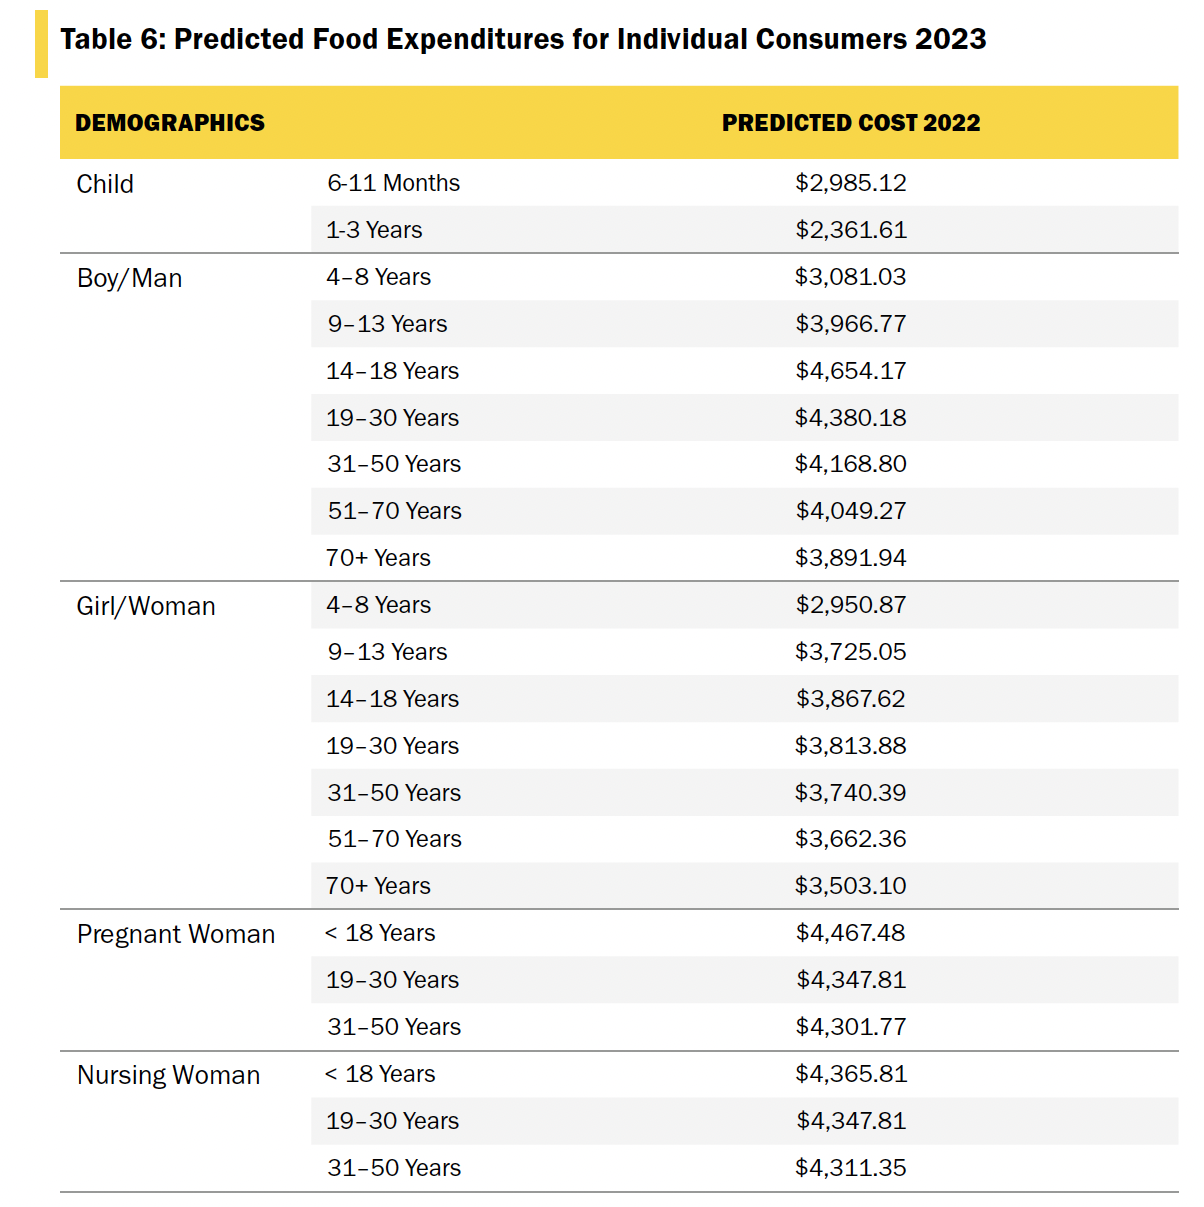 Table 6: Predicted Food Expenditures for Individual Consumers 2023
DEMOGRAPHICS PREDICTED COST 2022
Child 6-11 Months $2,985.12
1-3 Years $2,361.61
Boy/Man 4–8 Years $3,081.03
9–13 Years $3,966.77
14–18 Years $4,654.17
19–30 Years $4,380.18
31–50 Years $4,168.80
51–70 Years $4,049.27
70+ Years $3,891.94
Girl/Woman 4–8 Years $2,950.87
9–13 Years $3,725.05
14–18 Years $3,867.62
19–30 Years $3,813.88
31–50 Years $3,740.39
51–70 Years $3,662.36
70+ Years $3,503.10
Pregnant Woman < 18 Years $4,467.48
19–30 Years $4,347.81
31–50 Years $4,301.77
Nursing Woman < 18 Years $4,365.81
19–30 Years $4,347.81
31–50 Years $4,311.35